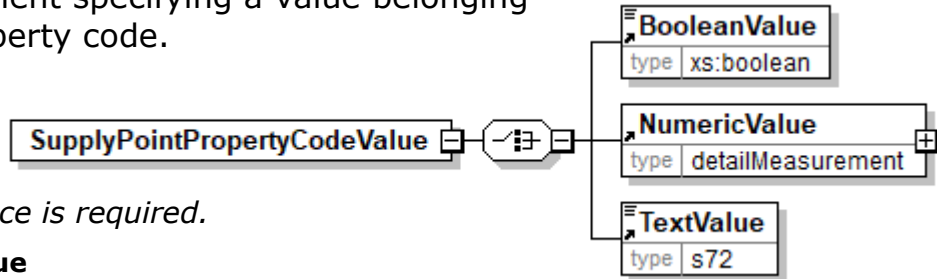 ent specifying a value belonging
perty code.
BooleanValue
type xs:boolean
SupplyPointPropertyCodeValue
NumericValue
type detailMeasurement
ce is required.
TextValue
type s72
ue